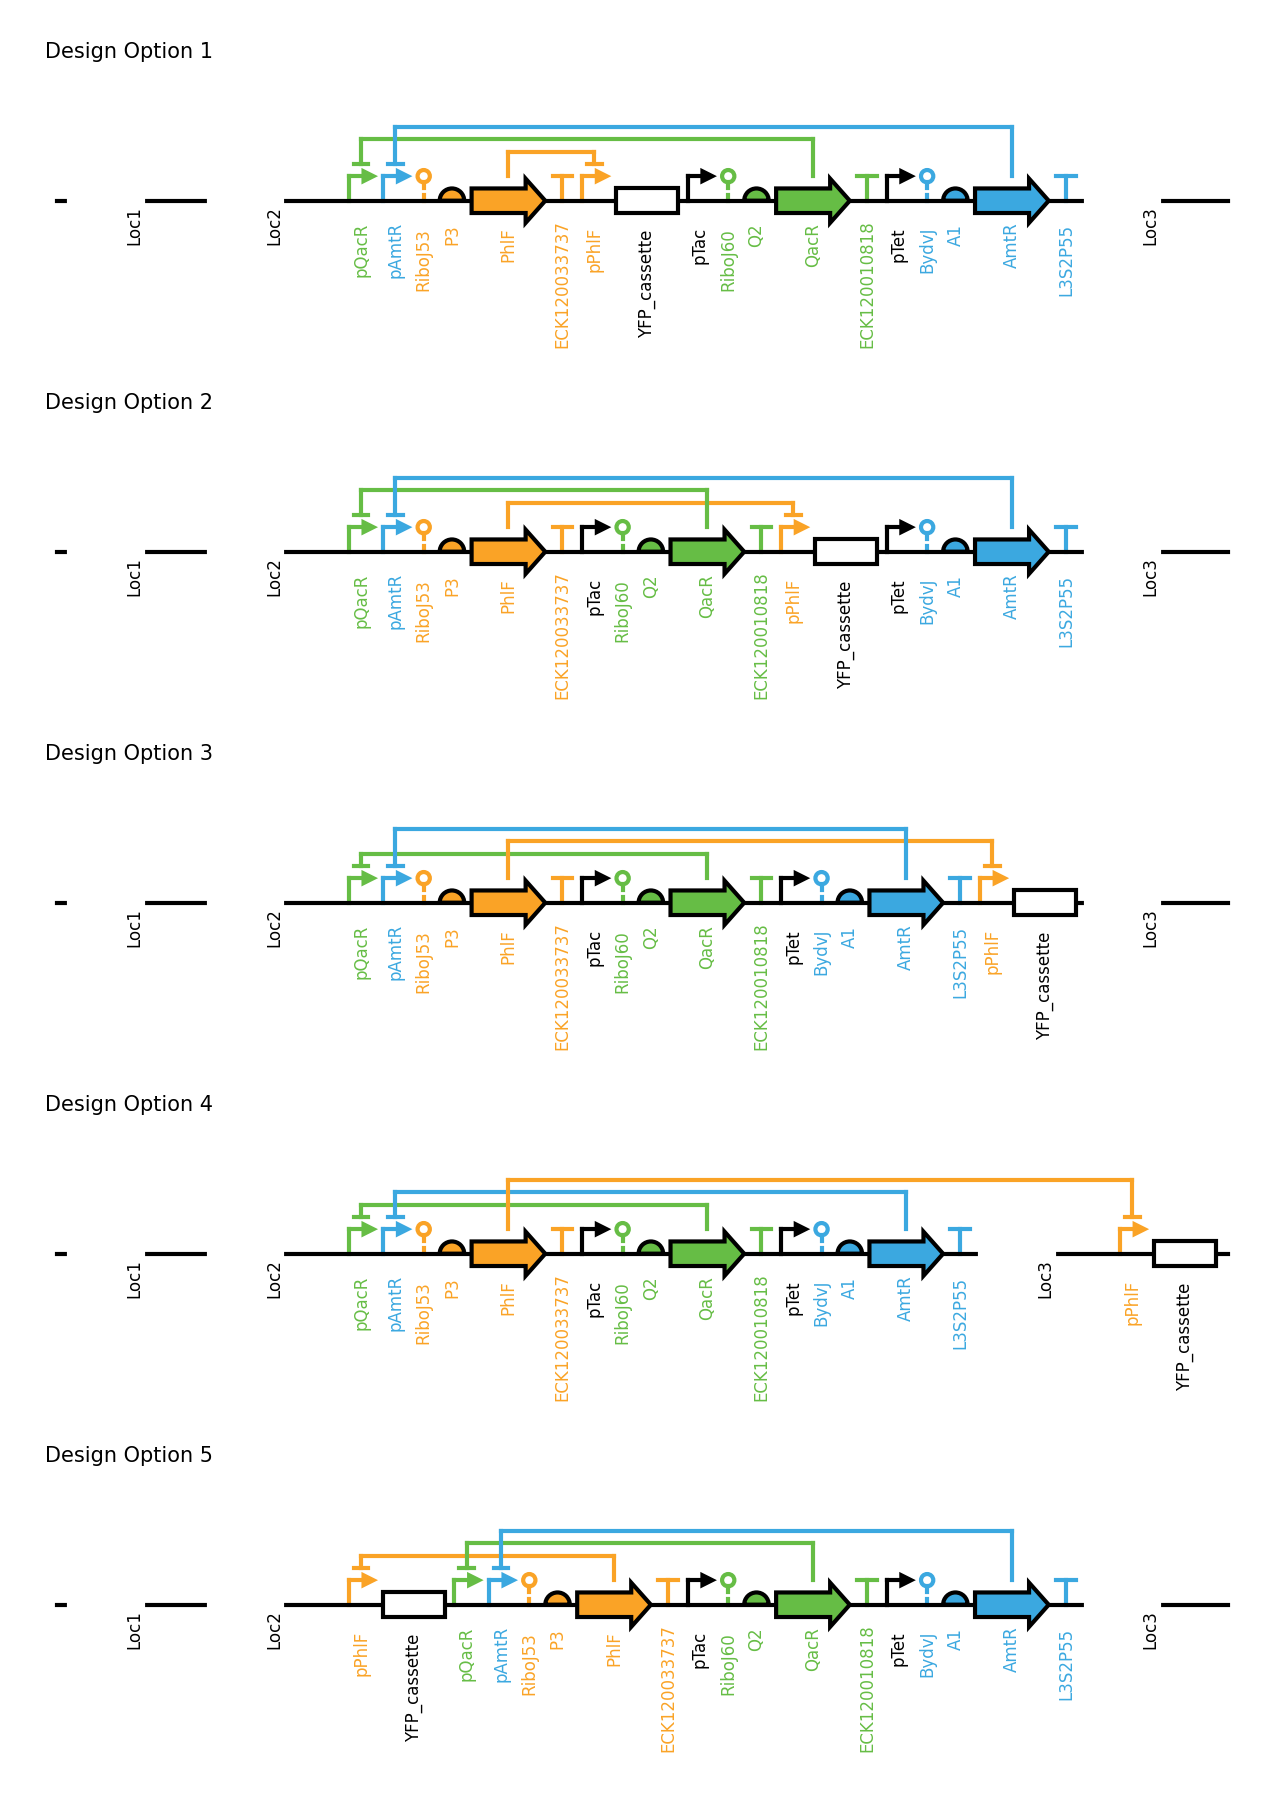 Design Option 1
Loc1
Loc2
pQacR
pAmtR
RiboJ53
P3
PhlF
ECK120033737
pPhlF
YFP_cassette
pTac
RiboJ60
Q2
QacR
ECK120010818
pTet
BydvJ
A1
AmtR
L3S2P55
Loc3
Design Option 2
Loc1
Loc2
pQacR
pAmtR
RiboJ53
P3
PhlF
ECK120033737
pTac
RiboJ60
Q2
QacR
ECK120010818
pPhlF
YFP_cassette
pTet
BydvJ
A1
AmtR
L3S2P55
Loc3
Design Option 3
Loc1
Loc2
pQacR
pAmtR
RiboJ53
P3
PhlF
ECK120033737
pTac
RiboJ60
Q2
QacR
ECK120010818
pTet
BydvJ
A1
AmtR
L3S2P55
pPhlF
YFP_cassette
Loc3
Design Option 4
Loc1
Loc2
pQacR
pAmtR
RiboJ53
P3
PhlF
ECK120033737
pTac
RiboJ60
Q2
QacR
ECK120010818
pTet
BydvJ
A1
AmtR
L3S2P55
Loc3
pPhlF
YFP_cassette
Design Option 5
Loc1
Loc2
pPhlF
YFP_cassette
pQacR
pAmtR
RiboJ53
P3
PhlF
ECK120033737
pTac
RiboJ60
Q2
QacR
ECK120010818
pTet
BydvJ
A1
AmtR
L3S2P55
Loc3